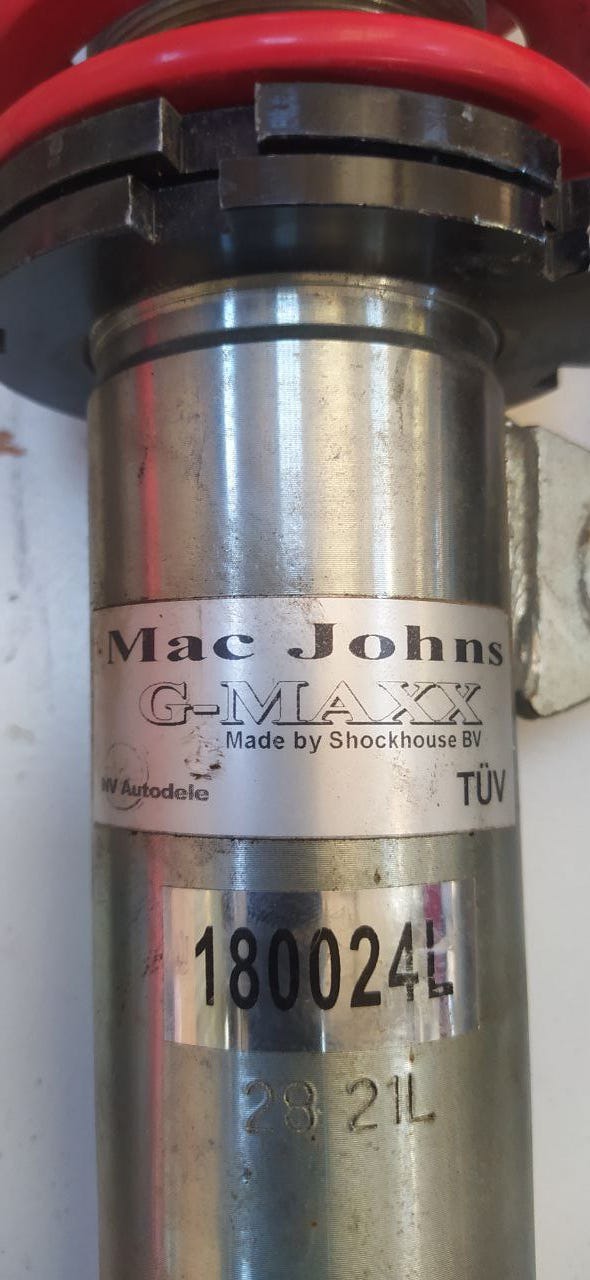 Mac Johns
G-MAXX
Made by Shockhouse BV
Autodele TÜV
180024L
28 21L